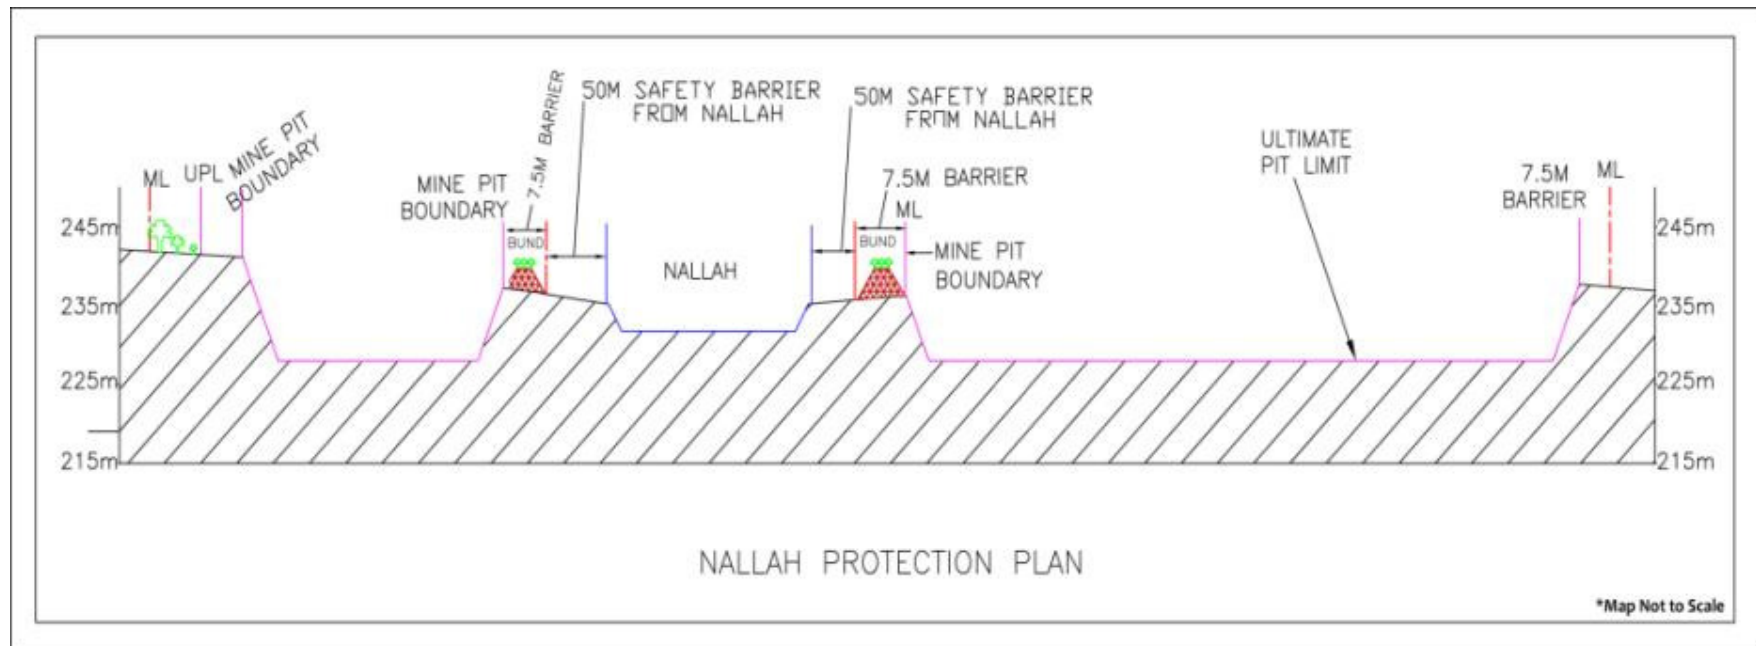 7.5M BARRIER
50M SAFETY BARRIER
FROM NALLAH
50M SAFETY BARRIER
FROM NALLAH
ULTIMATE
PIT LIMIT
ML
UPL
MINE PIT
BOUNDARY
MINE PIT
BOUNDARY
7.5M BARRIER
ML
7.5M
BARRIER
ML
245m
BUND
BUND
245m
NALLAH
MINE PIT
BOUNDARY
235m
235m
225m
225m
215m
215m
NALLAH PROTECTION PLAN
*Map Not to Scale